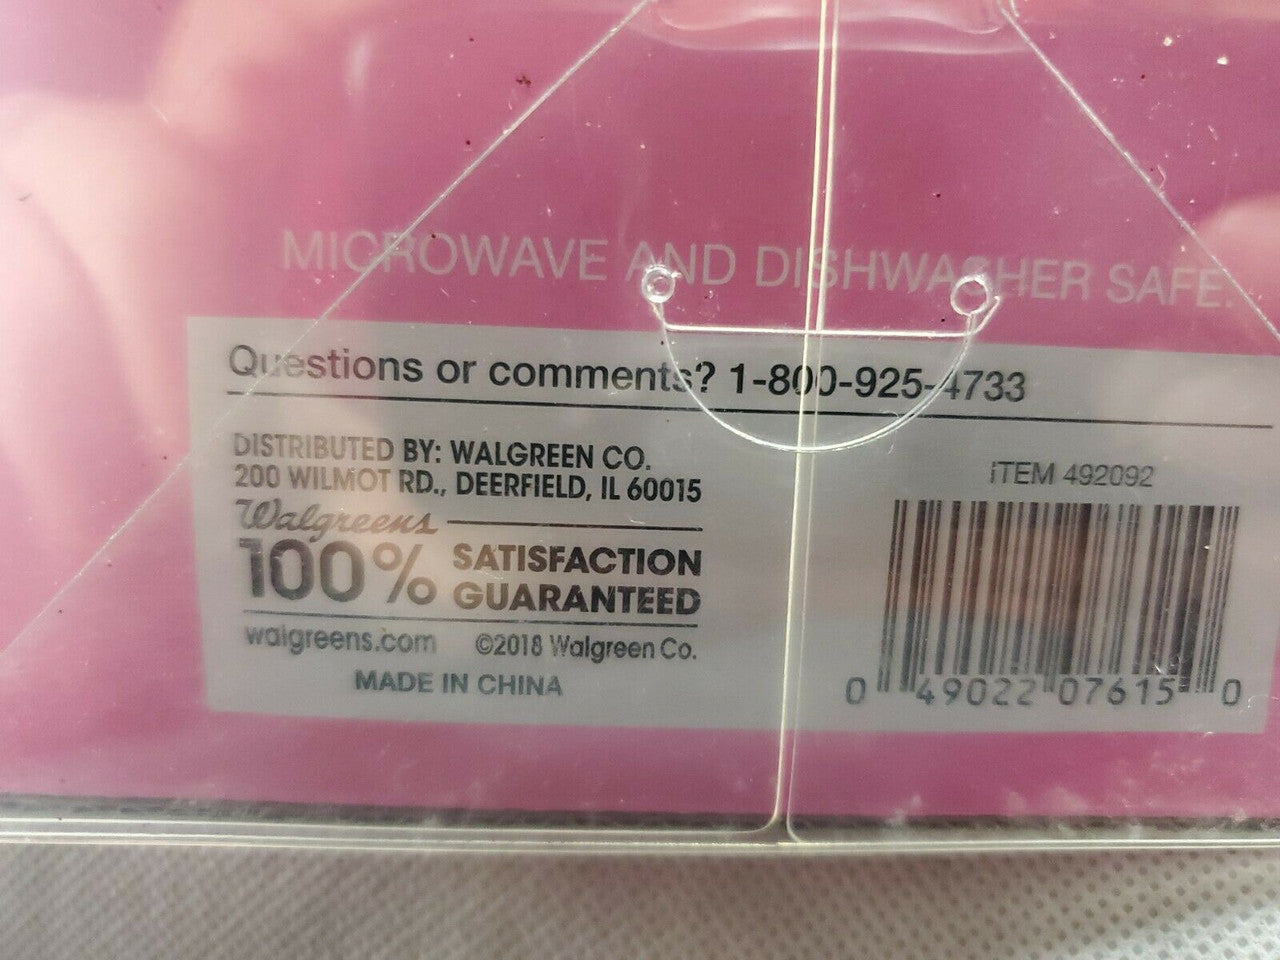 MICROWAVE AND DISHWASHER SAFE.
Questions or comments? 1-800-925-4733
DISTRIBUTED BY: WALGREEN CO.
200 WILMOT RD., DEERFIELD, IL 60015
Walgreens
100% SATISFACTION
GUARANTEED
walgreens.com ©2018 Walgreen Co.
MADE IN CHINA
ITEM 492092
0 49022 07615 0